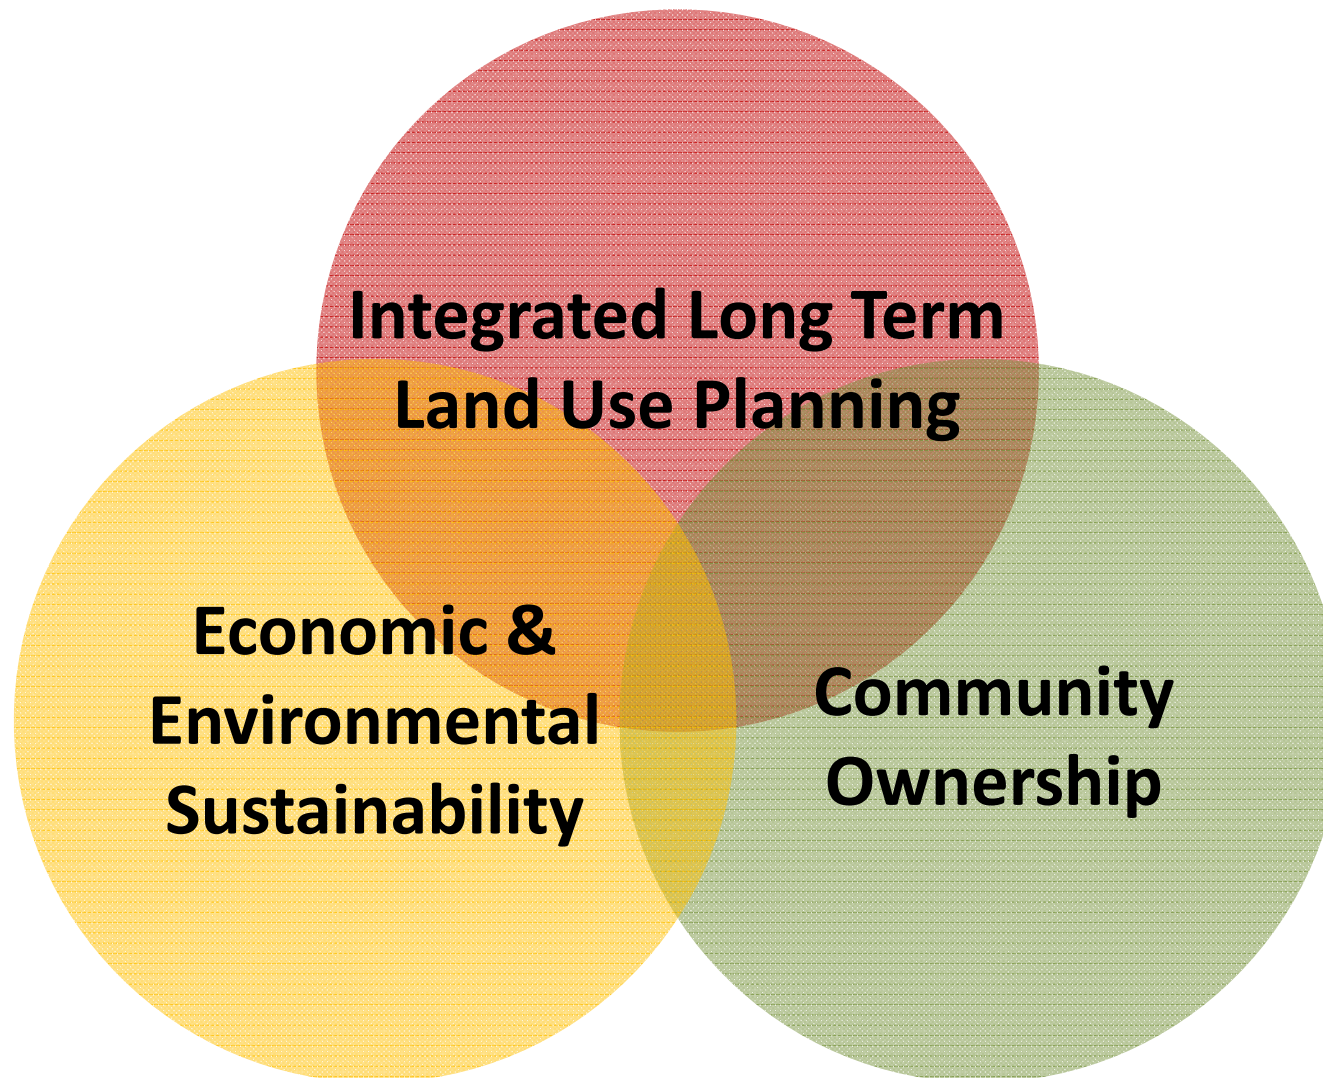 Integrated Long Term
Land Use Planning
Economic &
Environmental
Sustainability
Community
Ownership